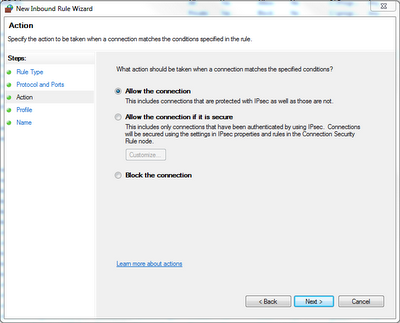 New Inbound Rule Wizard
Action
Specify the action to be taken when a connection matches the conditions specified in the rule.
Steps:
Rule Type
Protocol and Ports
Action
Profile
Name
What action should be taken when a connection matches the specified conditions?
Allow the connection
This includes connections that are protected with IPsec as well as those are not.
Allow the connection if it is secure
This includes only connections that have been authenticated by using IPsec. Connections
will be secured using the settings in IPsec properties and rules in the Connection Security
Rule node.
Customize...
Block the connection
Learn more about actions
< Back
Next >
Cancel